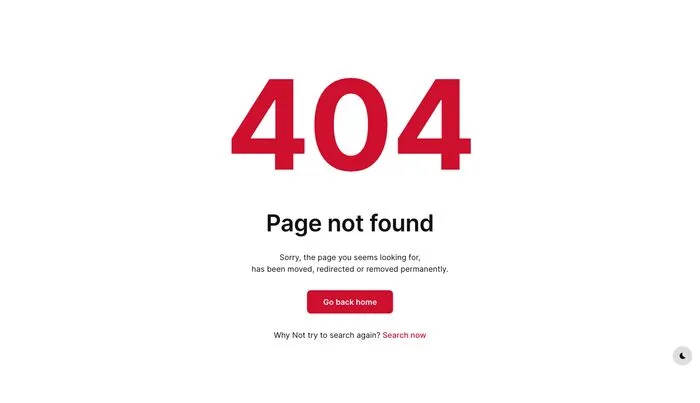 404
Page not found
Sorry, the page you seems looking for,
has been moved, redirected or removed permanently.
Go back home
Why Not try to search again? Search now